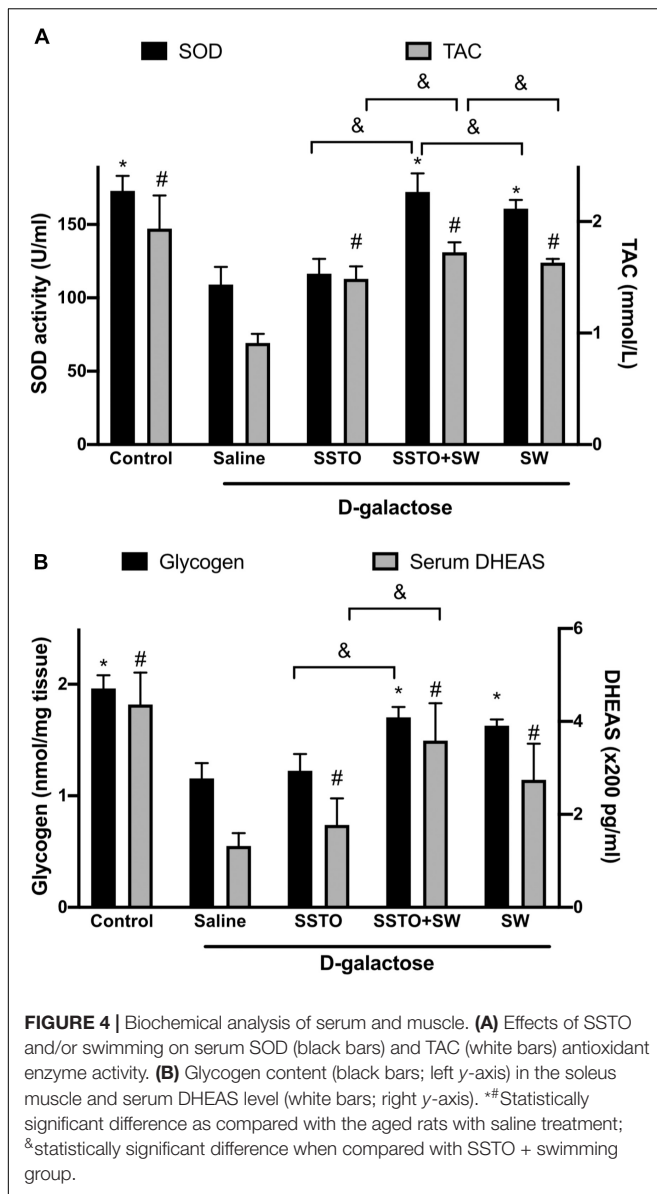 A
SOD
TAC
&
&
&
&
*
#
#
*
#
*
#
SOD activity (U/ml)
150
100
50
0
TAC (mmol/L)
2
1
0
Control
Saline
SSTO
SSTO+SW
SW
D-galactose
B
Glycogen
Serum DHEAS
&
&
*
#
#
*
#
*
#
Glycogen (nmol/mg tissue)
2
1
0
DHEAS (x200 pg/ml)
6
4
2
0
Control
Saline
SSTO
SSTO+SW
SW
D-galactose
FIGURE 4 | Biochemical analysis of serum and muscle. (A) Effects of SSTO
and/or swimming on serum SOD (black bars) and TAC (white bars) antioxidant
enzyme activity. (B) Glycogen content (black bars; left y-axis) in the soleus
muscle and serum DHEAS level (white bars; right y-axis). *#Statistically
significant difference as compared with the aged rats with saline treatment;
&statistically significant difference when compared with SSTO + swimming
group.